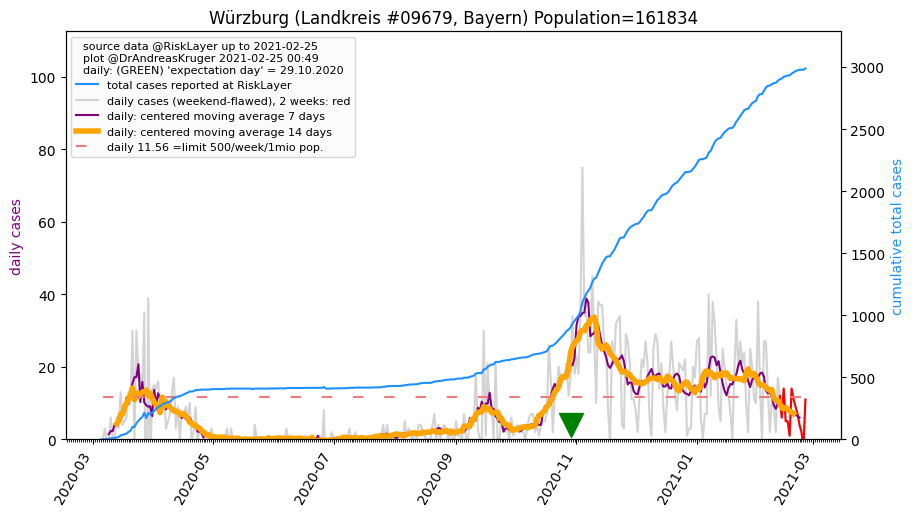 Würzburg (Landkreis #09679, Bayern) Population=161834
source data @RiskLayer up to 2021-02-25
plot @DrAndreasKruger 2021-02-25 00:49
daily: (GREEN) 'expectation day' = 29.10.2020
total cases reported at RiskLayer
daily cases (weekend-flawed), 2 weeks: red
daily: centered moving average 7 days
daily: centered moving average 14 days
daily 11.56 =limit 500/week/1mio pop.
daily cases
100
80
60
40
20
0
cumulative total cases
3000
2500
2000
1500
1000
500
0
2020-03
2020-05
2020-07
2020-09
2020-11
2021-01
2021-03